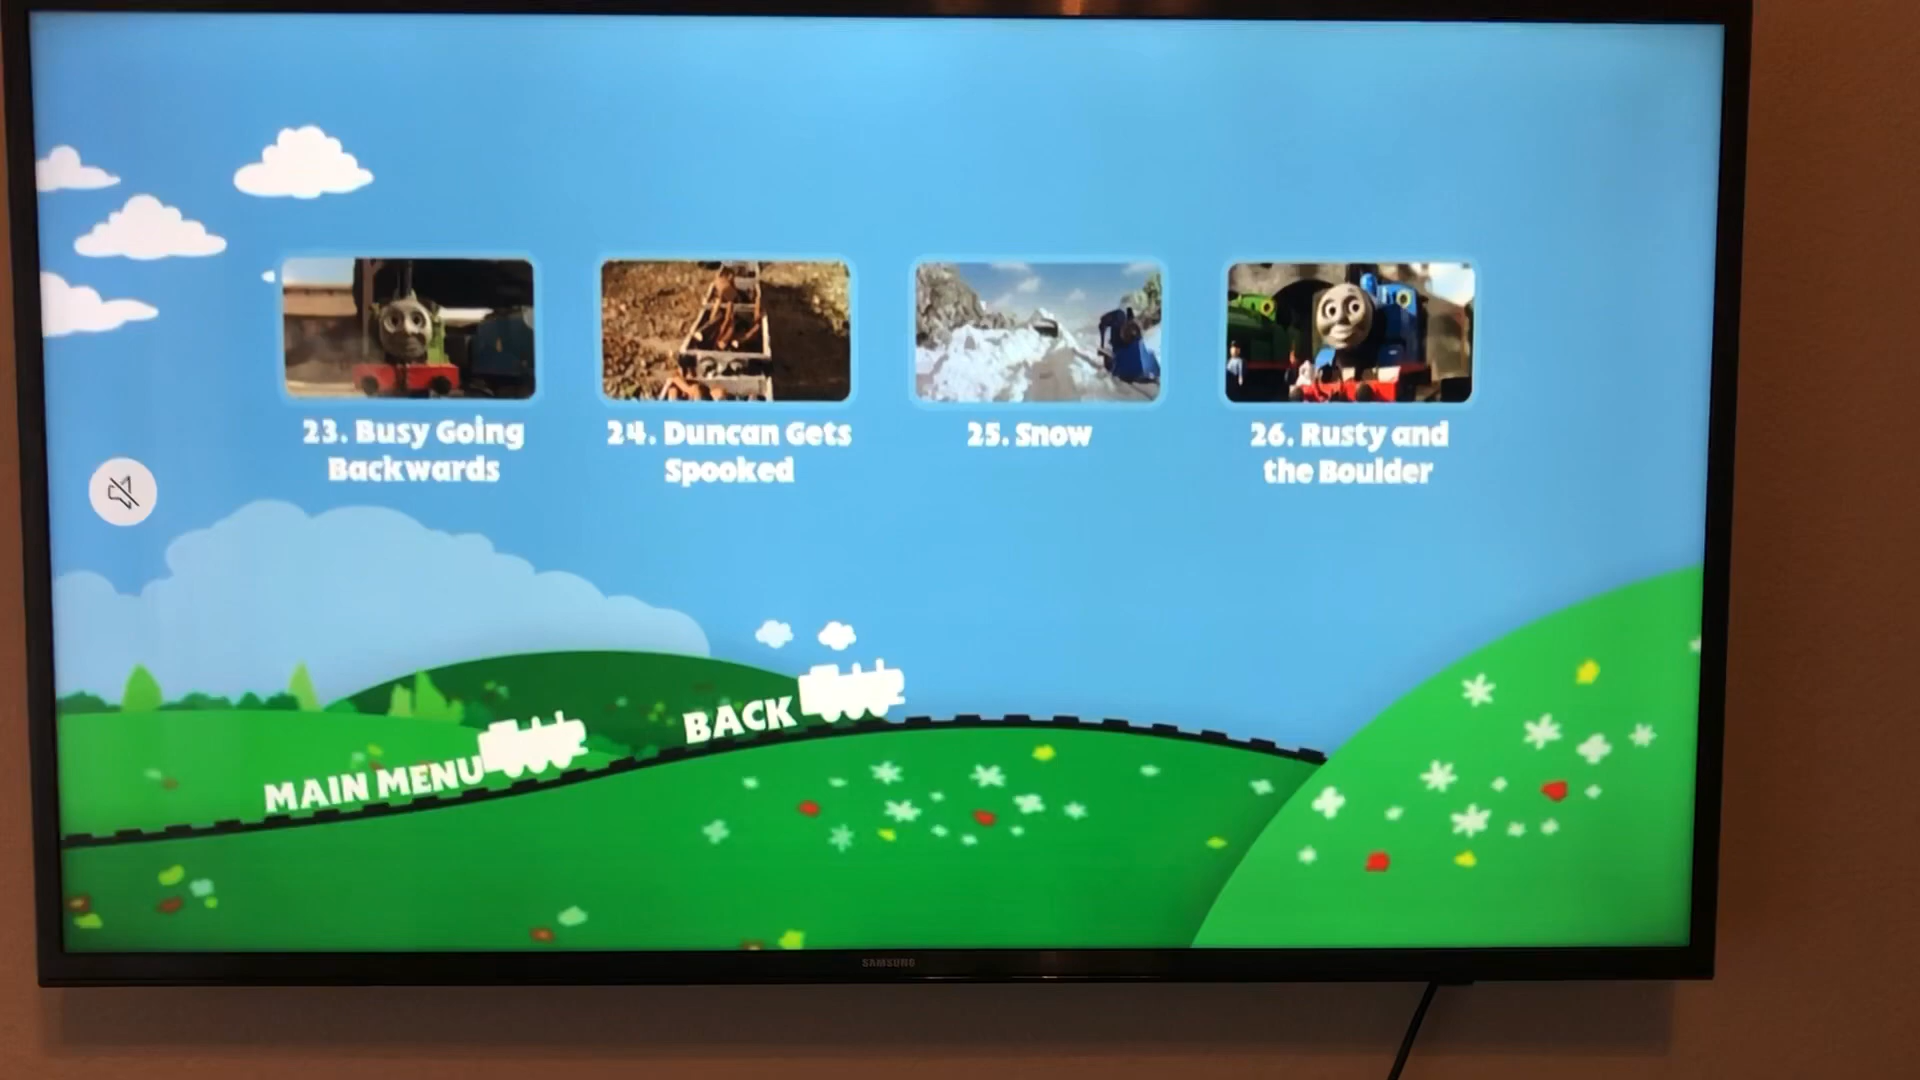 23. Busy Going
Backwards
24. Duncan Gets
Spooked
25. Snow
26. Rusty and
the Boulder
BACK
MAIN MENU
SAMSUNG